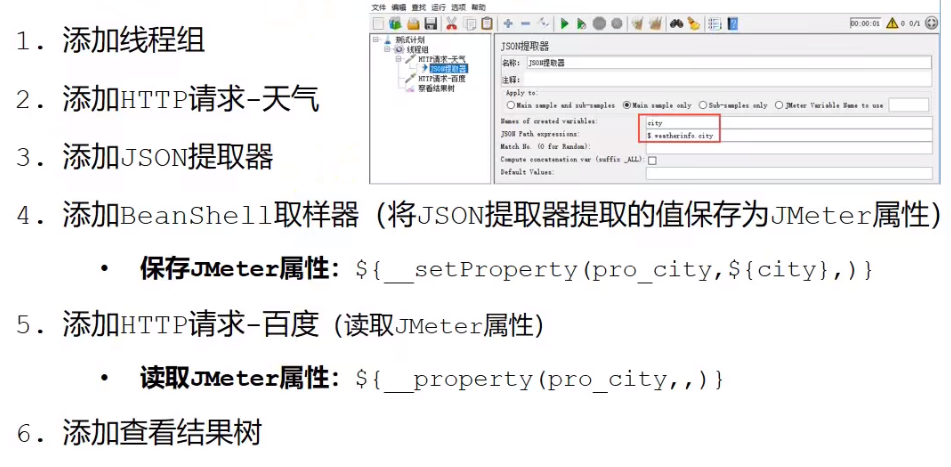 1. 添加线程组
2. 添加HTTP请求-天气
3. 添加JSON提取器
4. 添加BeanShell取样器（将JSON提取器提取的值保存为JMeter属性）
• 保存JMeter属性：${__setProperty(pro_city,${city},)}
5. 添加HTTP请求-百度（读取JMeter属性）
• 读取JMeter属性：${__property(pro_city,,)}
6. 添加查看结果树
文件 编辑 查找 运行 选项 帮助
00:00:01 0 0/1
测试计划
线程组
HTTP请求-天气
JSON提取器
HTTP请求-百度
察看结果树
JSON提取器
名称： JSON提取器
注释：
Apply to:
Main sample and sub-samples Main sample only Sub-samples only JMeter Variable Name to use
Names of created variables: city
JSON Path expressions: $.weatherinfo.city
Match No. (0 for Random):
Compute concatenation var (suffix _ALL):
Default Values: